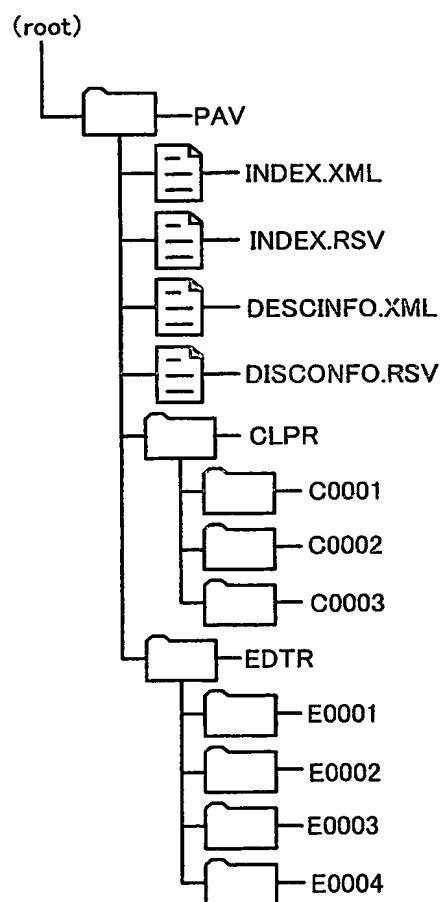 (root)
PAV
INDEX.XML
INDEX.RSV
DESCINFO.XML
DISCONFO.RSV
CLPR
C0001
C0002
C0003
EDTR
E0001
E0002
E0003
E0004